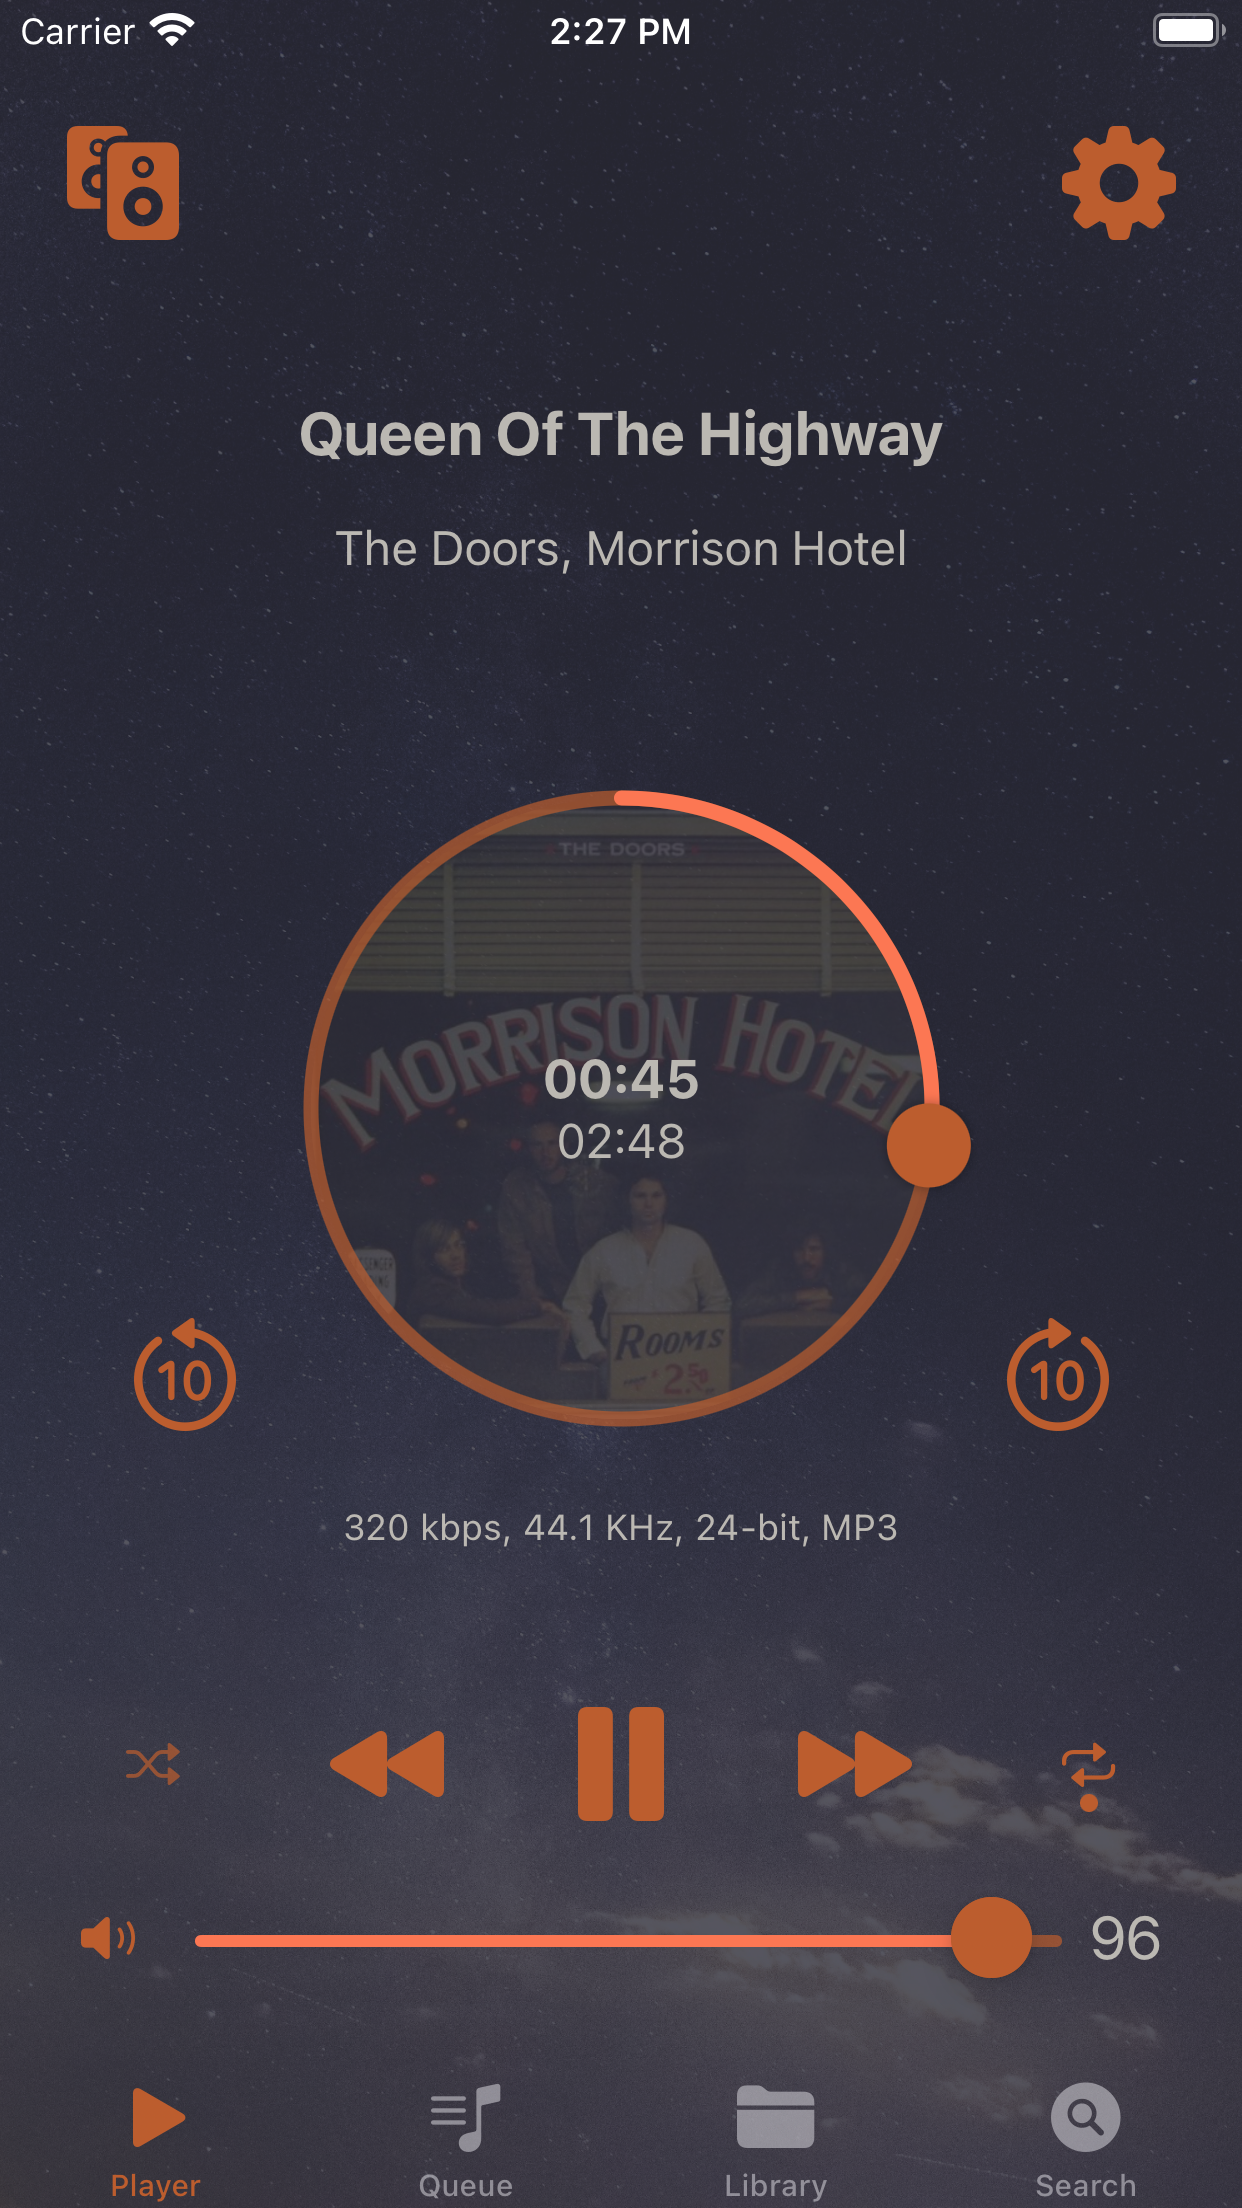 Carrier 2:27 PM
Queen Of The Highway
The Doors, Morrison Hotel
THE DOORS
MORRISON HOTEL
00:45
02:48
ROOMS
10
10
320 kbps, 44.1 KHz, 24-bit, MP3
96
Player Queue Library Search